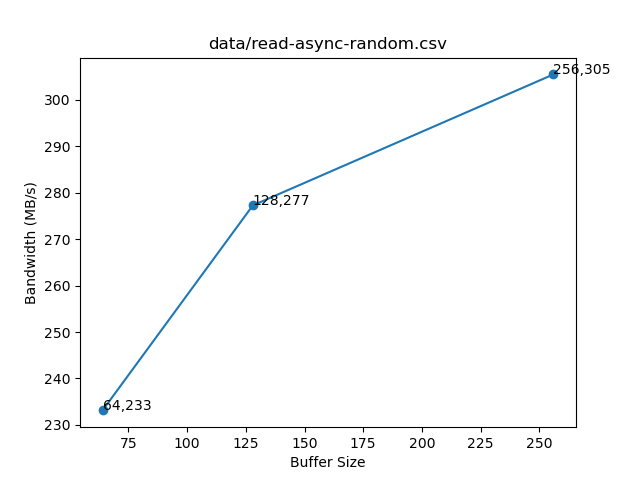 data/read-async-random.csv
256,305
300
290
280
128,277
270
260
250
240
64,233
230
Bandwidth (MB/s)
75 100 125 150 175 200 225 250
Buffer Size